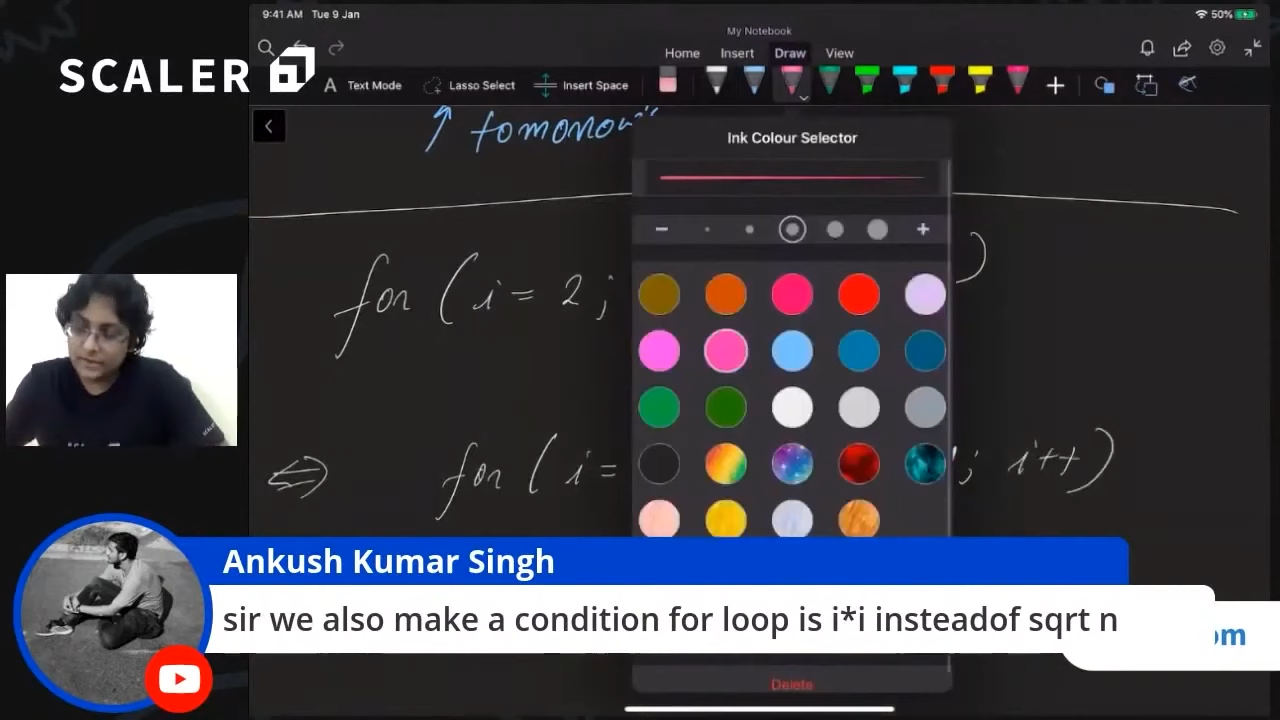 9:41 AM Tue 9 Jan
50%
My Notebook
SCALER
Home Insert Draw View
A Text Mode Lasso Select Insert Space
↑ tomorrow
Ink Colour Selector
for ( i = 2 ; )
⇔ for ( i = ; i++ )
Delete
Ankush Kumar Singh
sir we also make a condition for loop is i*i insteadof sqrt n
om